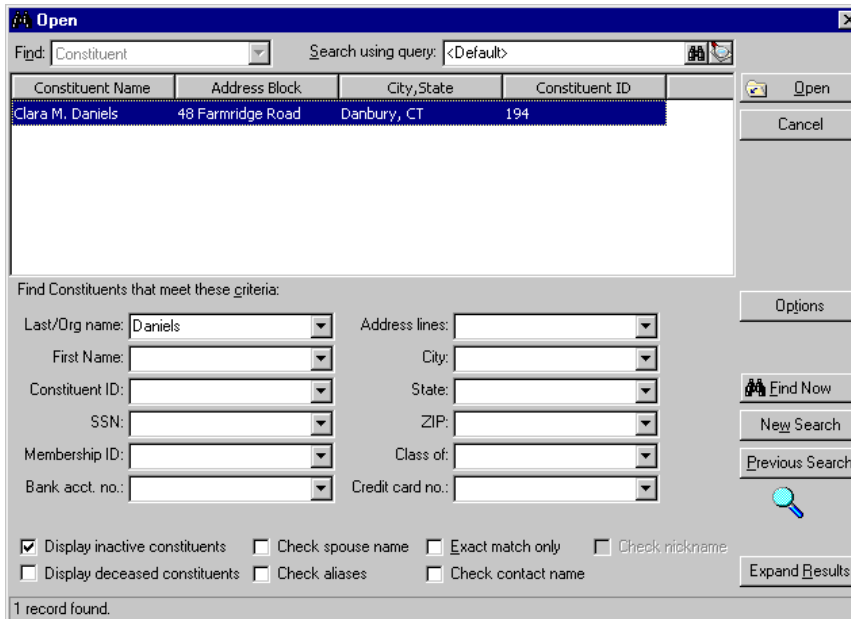 Open
Find: Constituent Search using query: <Default>
Constituent Name Address Block City,State Constituent ID
Clara M. Daniels 48 Farmridge Road Danbury, CT 194
Open
Cancel
Find Constituents that meet these criteria:
Last/Org name: Daniels Address lines:
First Name: City:
Constituent ID: State:
SSN: ZIP:
Membership ID: Class of:
Bank acct. no.: Credit card no.:
Options
Find Now
New Search
Previous Search
Display inactive constituents Check spouse name Exact match only Check nickname
Display deceased constituents Check aliases Check contact name
Expand Results
1 record found.